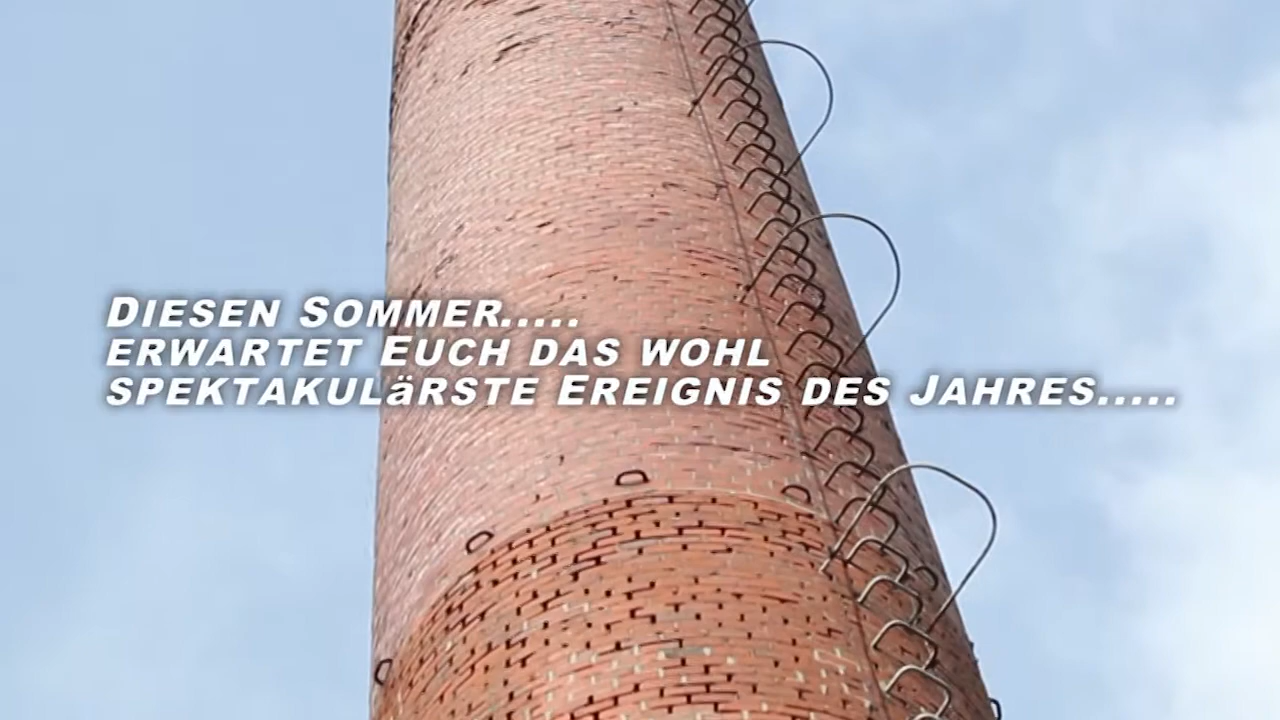 Diesen Sommer.....
erwartet Euch das wohl
spektakulärste Ereignis des Jahres.....